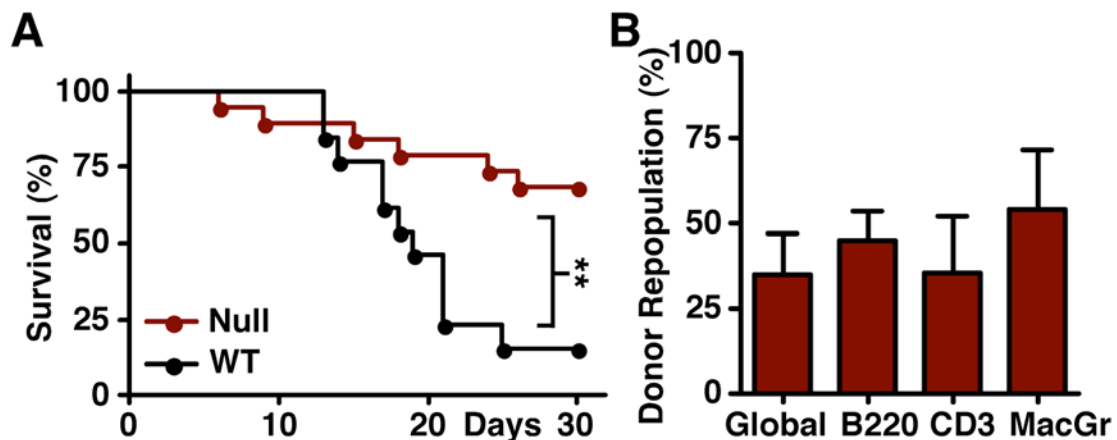 A
Survival (%)
100
75
50
25
0
0
10
20
Days
30
Null
WT
**
B
Donor Repopulation (%)
100
75
50
25
0
Global
B220
CD3
MacGr